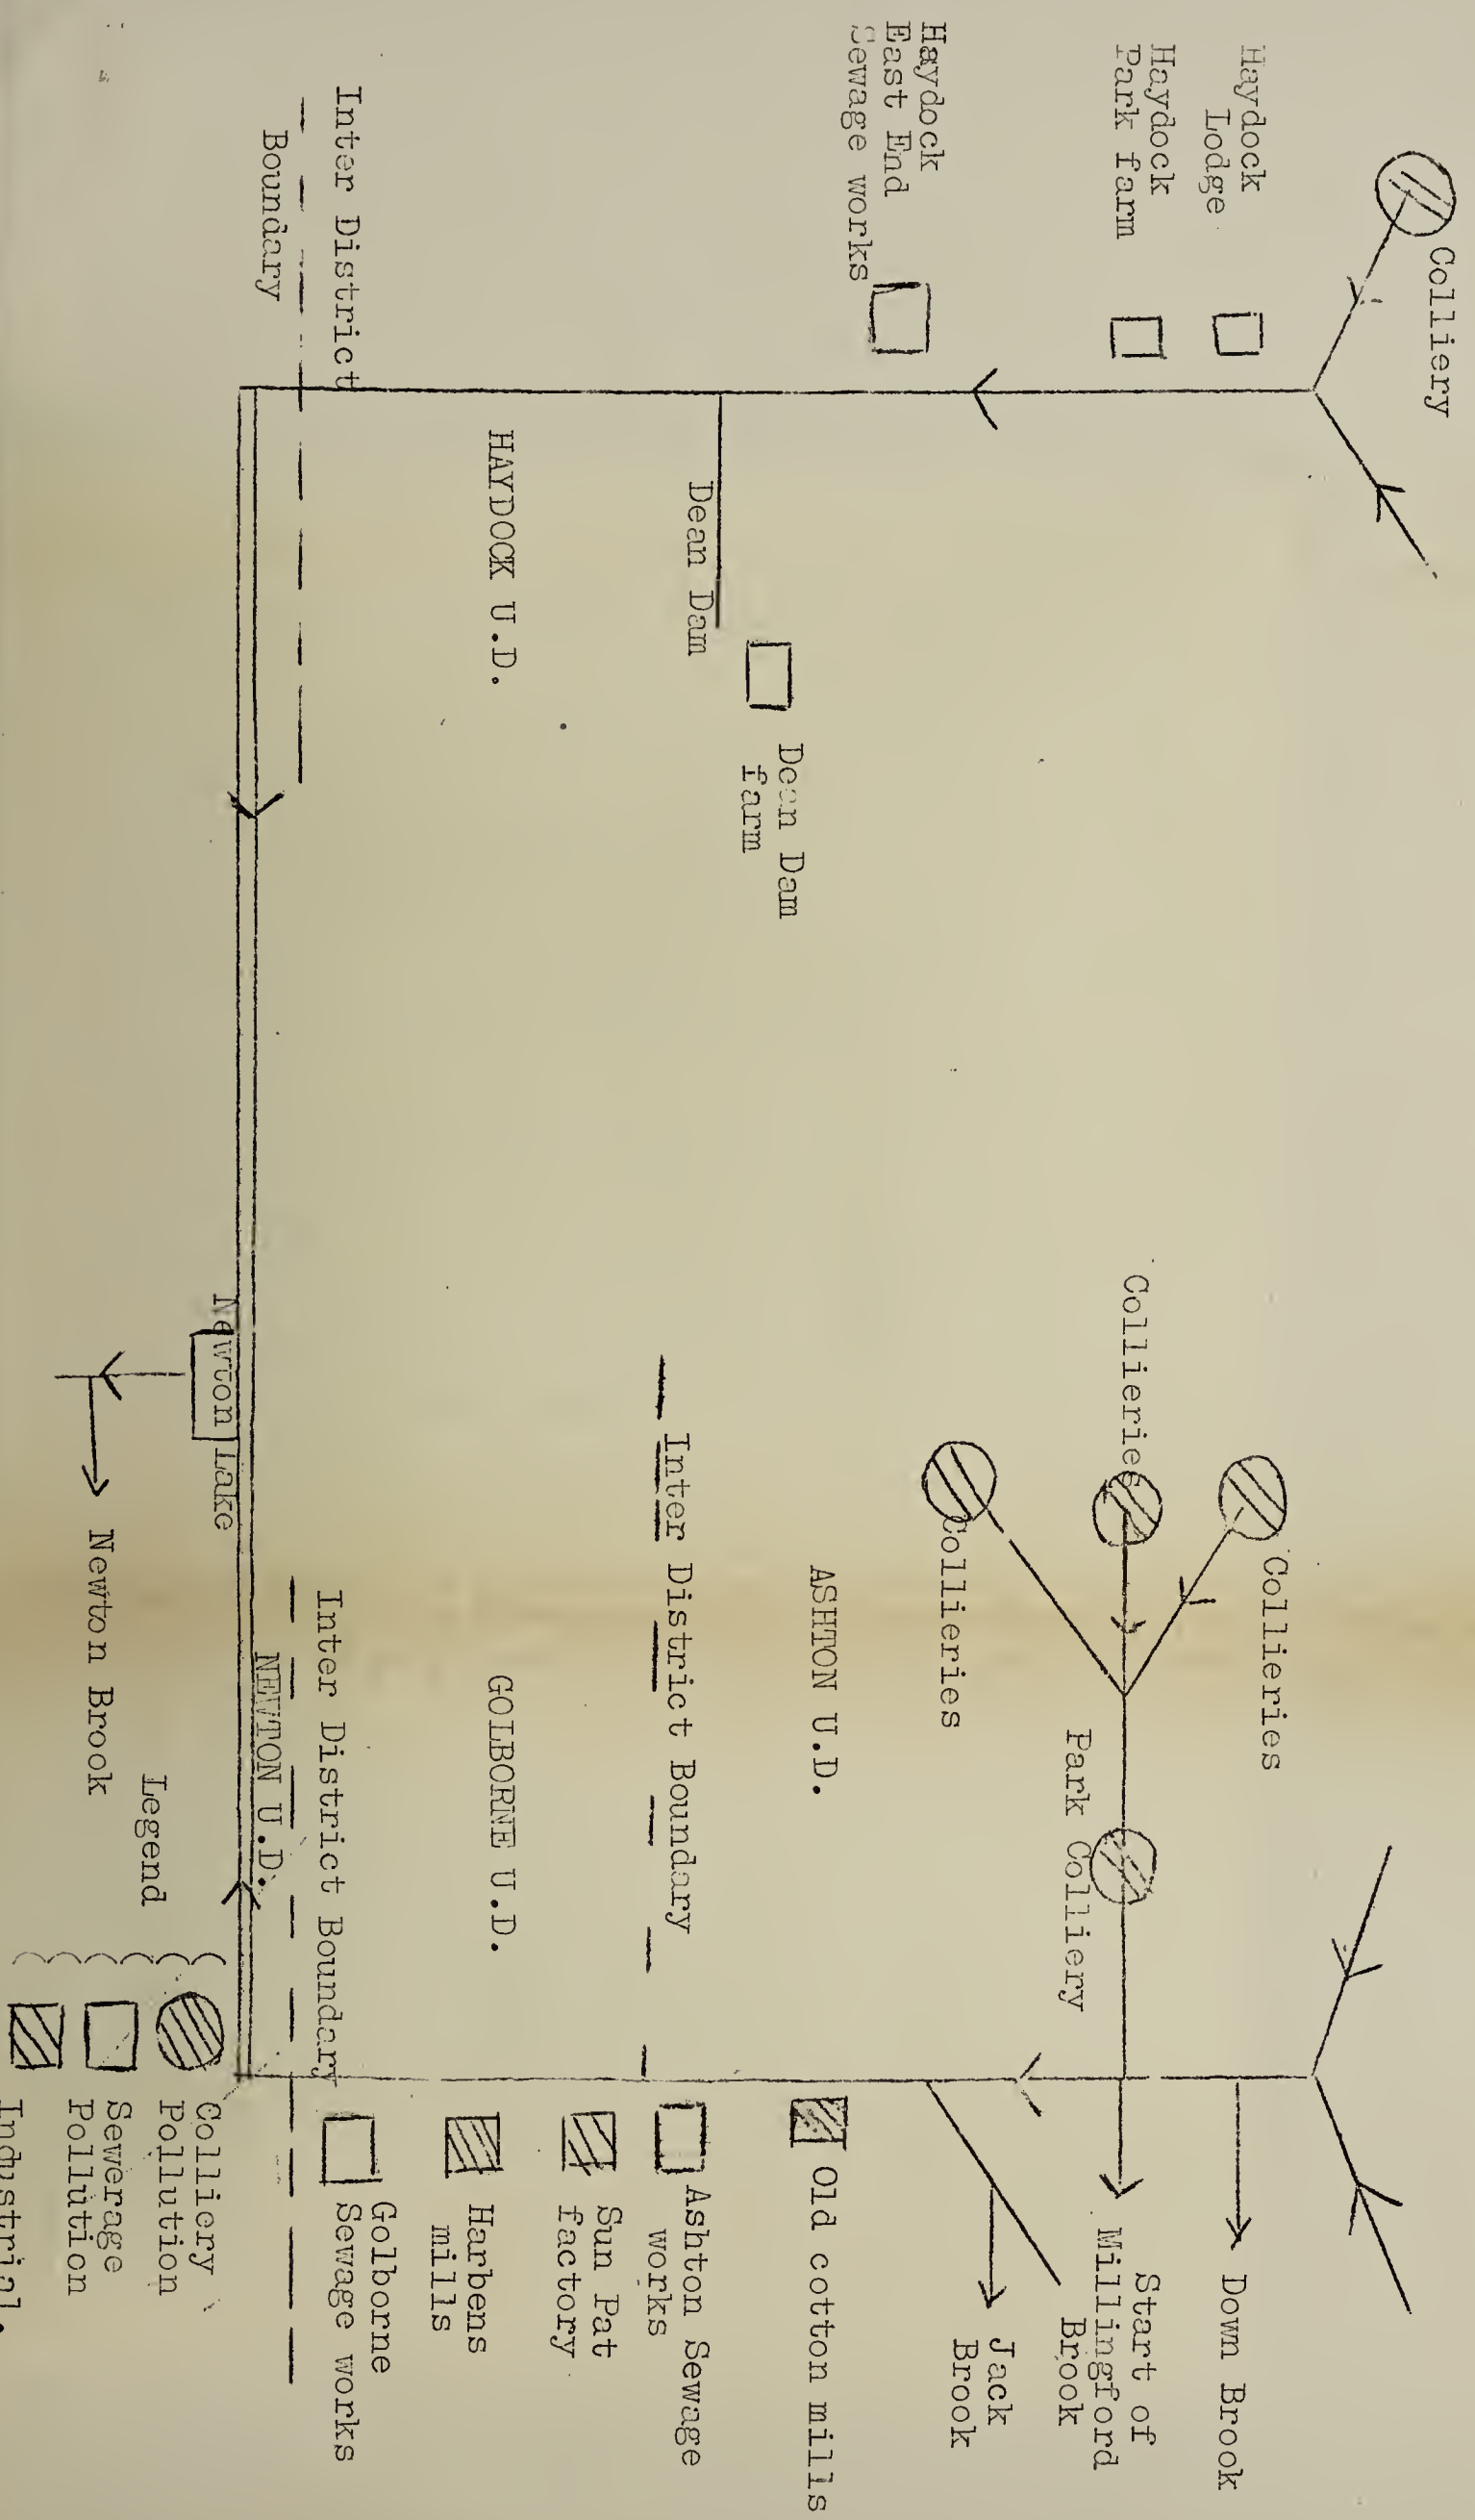 Colliery
Haydock
Lodge
Haydock
Park farm
Haydock
East End
Sewage works
Dean Dam
farm
Dean Dam
HAYDOCK U.D.
Inter District
Boundary
Collieries
Collieries
Collieries
Park Colliery
Down Brook
Start of
Millingford
Brook
Jack
Brook
ASHTON U.D.
Old cotton mills
Inter District Boundary
Ashton Sewage
works
Sun Pat
factory
GOLBORNE U.D.
Harbens
mills
Inter District Boundary
Golborne
Sewage works
NEWTON U.D.
Newton Lake
Newton Brook
Legend
Colliery
Pollution
Sewerage
Pollution
Industrial.